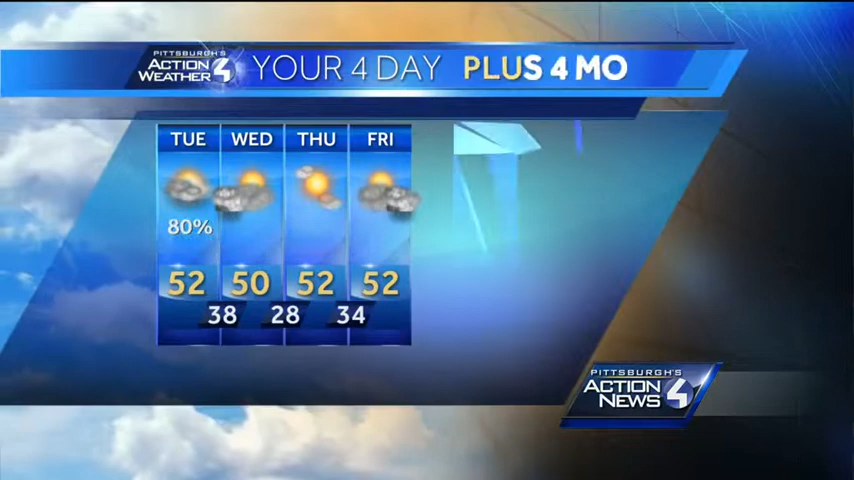 PITTSBURGH'S
ACTION
WEATHER 4
YOUR 4 DAY PLUS 4 MO
TUE WED THU FRI
80%
52 50 52 52
38 28 34
PITTSBURGH'S
ACTION
NEWS 4